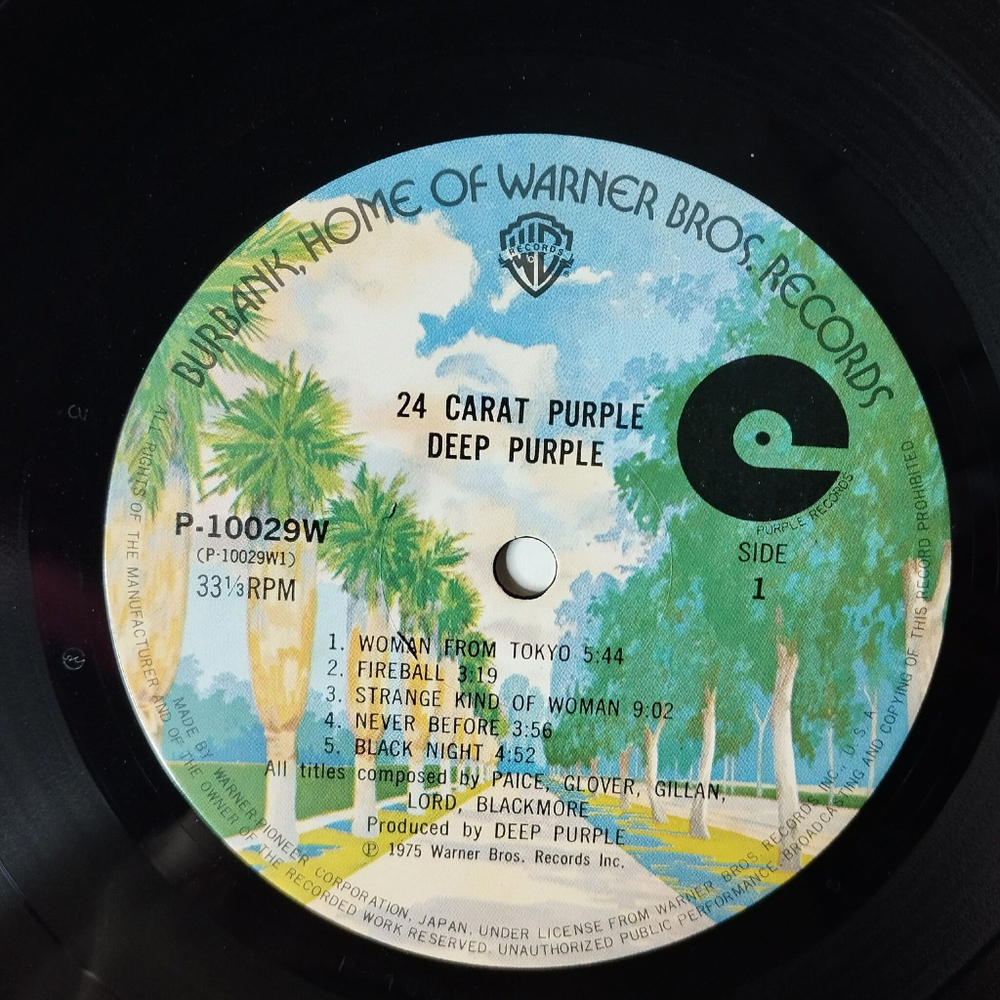 BURBANK, HOME OF WARNER BROS. RECORDS
RECORDS
24 CARAT PURPLE
DEEP PURPLE
PURPLE RECORDS
P-10029W
(P-10029W1)
33⅓ RPM
SIDE
1
1. WOMAN FROM TOKYO 5:44
2. FIREBALL 3:19
3. STRANGE KIND OF WOMAN 9:02
4. NEVER BEFORE 3:56
5. BLACK NIGHT 4:52
All titles composed by PAICE, GLOVER, GILLAN,
LORD, BLACKMORE
Produced by DEEP PURPLE
℗ 1975 Warner Bros. Records Inc.
MADE BY WARNER-PIONEER CORPORATION, JAPAN, UNDER LICENSE FROM WARNER BROS RECORDS INC., U.S.A.
ALL RIGHTS OF THE MANUFACTURER AND OF THE OWNER OF THE RECORDED WORK RESERVED. UNAUTHORIZED PUBLIC PERFORMANCE, BROADCASTING AND COPYING OF THIS RECORD PROHIBITED